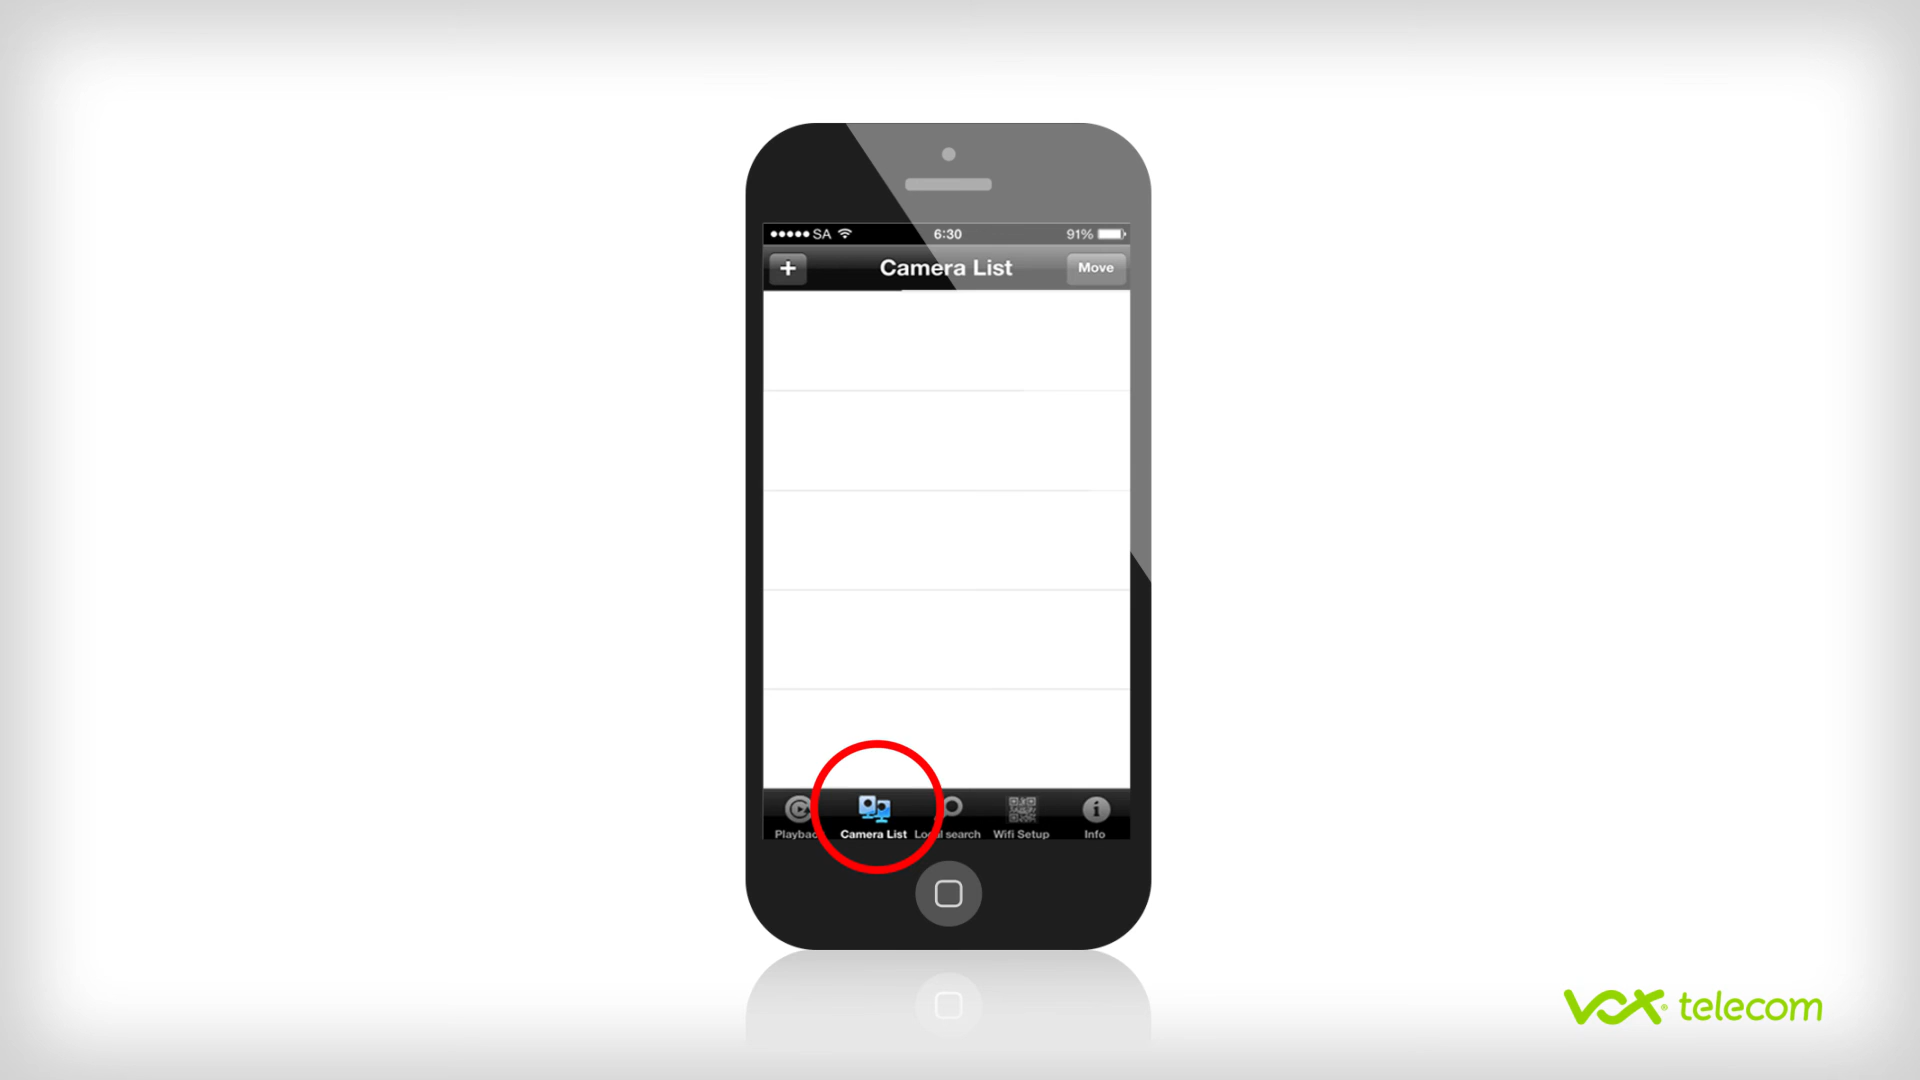 SA 6:30 91%
+ Camera List Move
Playback Camera List Local search Wifi Setup Info
vox telecom